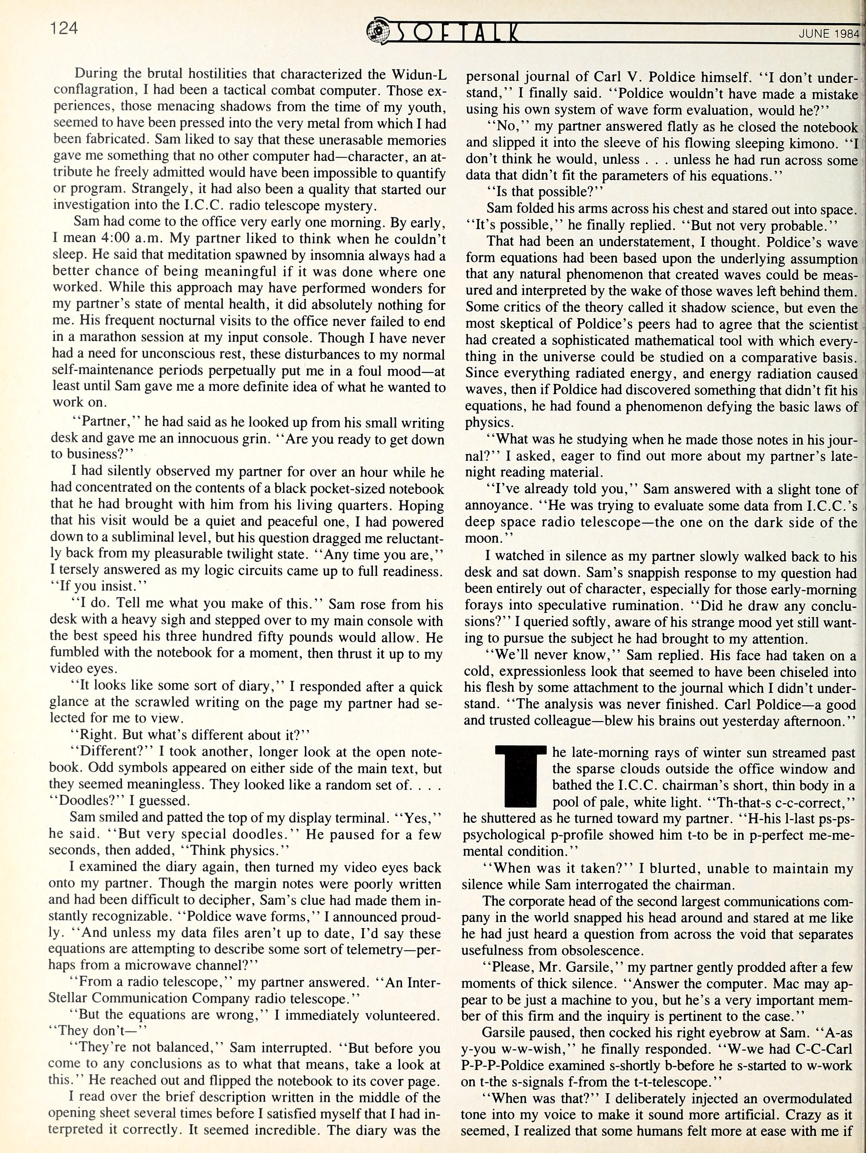 124
SOFTALK
JUNE 1984
During the brutal hostilities that characterized the Widun-L
conflagration, I had been a tactical combat computer. Those ex-
periences, those menacing shadows from the time of my youth,
seemed to have been pressed into the very metal from which I had
been fabricated. Sam liked to say that these unerasable memories
gave me something that no other computer had—character, an at-
tribute he freely admitted would have been impossible to quantify
or program. Strangely, it had also been a quality that started our
investigation into the I.C.C. radio telescope mystery.
Sam had come to the office very early one morning. By early,
I mean 4:00 a.m. My partner liked to think when he couldn't
sleep. He said that meditation spawned by insomnia always had a
better chance of being meaningful if it was done where one
worked. While this approach may have performed wonders for
my partner's state of mental health, it did absolutely nothing for
me. His frequent nocturnal visits to the office never failed to end
in a marathon session at my input console. Though I have never
had a need for unconscious rest, these disturbances to my normal
self-maintenance periods perpetually put me in a foul mood—at
least until Sam gave me a more definite idea of what he wanted to
work on.
"Partner," he had said as he looked up from his small writing
desk and gave me an innocuous grin. "Are you ready to get down
to business?"
I had silently observed my partner for over an hour while he
had concentrated on the contents of a black pocket-sized notebook
that he had brought with him from his living quarters. Hoping
that his visit would be a quiet and peaceful one, I had powered
down to a subliminal level, but his question dragged me reluctant-
ly back from my pleasurable twilight state. "Any time you are,"
I tersely answered as my logic circuits came up to full readiness.
"If you insist."
"I do. Tell me what you make of this." Sam rose from his
desk with a heavy sigh and stepped over to my main console with
the best speed his three hundred fifty pounds would allow. He
fumbled with the notebook for a moment, then thrust it up to my
video eyes.
"It looks like some sort of diary," I responded after a quick
glance at the scrawled writing on the page my partner had se-
lected for me to view.
"Right. But what's different about it?"
"Different?" I took another, longer look at the open note-
book. Odd symbols appeared on either side of the main text, but
they seemed meaningless. They looked like a random set of. . . .
"Doodles?" I guessed.
Sam smiled and patted the top of my display terminal. "Yes,"
he said. "But very special doodles." He paused for a few
seconds, then added, "Think physics."
I examined the diary again, then turned my video eyes back
onto my partner. Though the margin notes were poorly written
and had been difficult to decipher, Sam's clue had made them in-
stantly recognizable. "Poldice wave forms," I announced proud-
ly. "And unless my data files aren't up to date, I'd say these
equations are attempting to describe some sort of telemetry—per-
haps from a microwave channel?"
"From a radio telescope," my partner answered. "An Inter-
Stellar Communication Company radio telescope."
"But the equations are wrong," I immediately volunteered.
"They don't—"
"They're not balanced," Sam interrupted. "But before you
come to any conclusions as to what that means, take a look at
this." He reached out and flipped the notebook to its cover page.
I read over the brief description written in the middle of the
opening sheet several times before I satisfied myself that I had in-
terpreted it correctly. It seemed incredible. The diary was the
personal journal of Carl V. Poldice himself. "I don't under-
stand," I finally said. "Poldice wouldn't have made a mistake
using his own system of wave form evaluation, would he?"
"No," my partner answered flatly as he closed the notebook
and slipped it into the sleeve of his flowing sleeping kimono. "I
don't think he would, unless . . . unless he had run across some
data that didn't fit the parameters of his equations."
"Is that possible?"
Sam folded his arms across his chest and stared out into space.
"It's possible," he finally replied. "But not very probable."
That had been an understatement, I thought. Poldice's wave
form equations had been based upon the underlying assumption
that any natural phenomenon that created waves could be meas-
ured and interpreted by the wake of those waves left behind them.
Some critics of the theory called it shadow science, but even the
most skeptical of Poldice's peers had to agree that the scientist
had created a sophisticated mathematical tool with which every-
thing in the universe could be studied on a comparative basis.
Since everything radiated energy, and energy radiation caused
waves, then if Poldice had discovered something that didn't fit his
equations, he had found a phenomenon defying the basic laws of
physics.
"What was he studying when he made those notes in his jour-
nal?" I asked, eager to find out more about my partner's late-
night reading material.
"I've already told you," Sam answered with a slight tone of
annoyance. "He was trying to evaluate some data from I.C.C.'s
deep space radio telescope—the one on the dark side of the
moon."
I watched in silence as my partner slowly walked back to his
desk and sat down. Sam's snappish response to my question had
been entirely out of character, especially for those early-morning
forays into speculative rumination. "Did he draw any conclu-
sions?" I queried softly, aware of his strange mood yet still want-
ing to pursue the subject he had brought to my attention.
"We'll never know," Sam replied. His face had taken on a
cold, expressionless look that seemed to have been chiseled into
his flesh by some attachment to the journal which I didn't under-
stand. "The analysis was never finished. Carl Poldice—a good
and trusted colleague—blew his brains out yesterday afternoon."
The late-morning rays of winter sun streamed past
the sparse clouds outside the office window and
bathed the I.C.C. chairman's short, thin body in a
pool of pale, white light. "Th-that-s c-c-correct,"
he shuttered as he turned toward my partner. "H-his l-last ps-ps-
psychological p-profile showed him t-to be in p-perfect me-me-
mental condition."
"When was it taken?" I blurted, unable to maintain my
silence while Sam interrogated the chairman.
The corporate head of the second largest communications com-
pany in the world snapped his head around and stared at me like
he had just heard a question from across the void that separates
usefulness from obsolescence.
"Please, Mr. Garsile," my partner gently prodded after a few
moments of thick silence. "Answer the computer. Mac may ap-
pear to be just a machine to you, but he's a very important mem-
ber of this firm and the inquiry is pertinent to the case."
Garsile paused, then cocked his right eyebrow at Sam. "A-as
y-you w-w-wish," he finally responded. "W-we had C-C-Carl
P-P-P-Poldice examined s-shortly b-before he s-started to w-work
on t-the s-signals f-from the t-t-telescope."
"When was that?" I deliberately injected an overmodulated
tone into my voice to make it sound more artificial. Crazy as it
seemed, I realized that some humans felt more at ease with me if